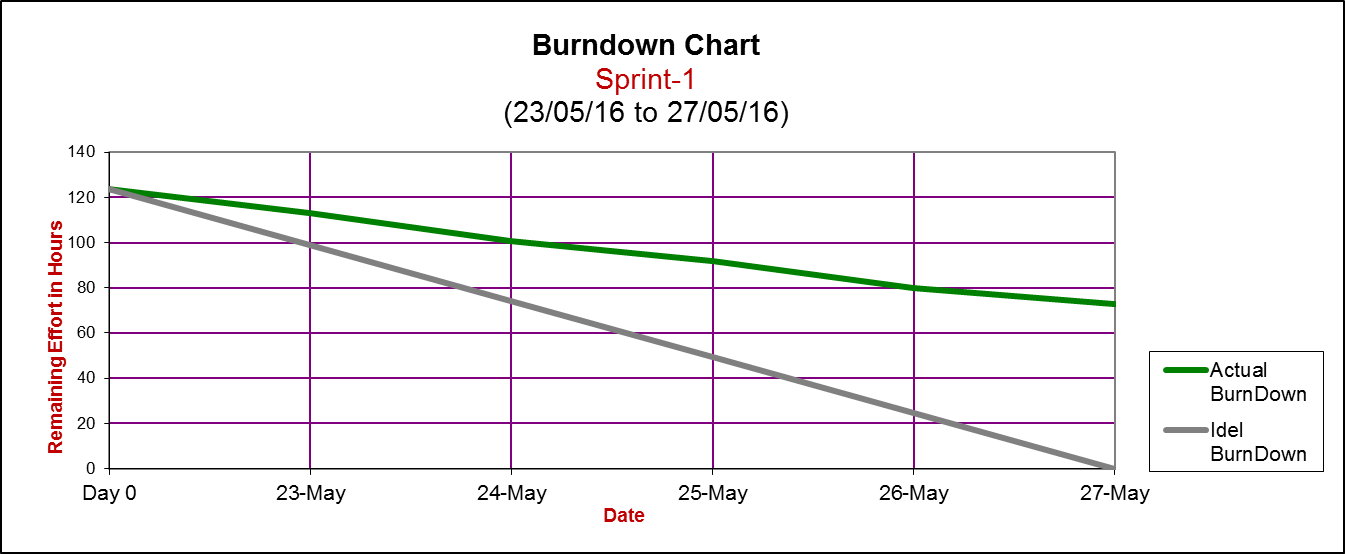 Burndown Chart
Sprint-1
(23/05/16 to 27/05/16)
Remaining Effort in Hours
140
120
100
80
60
40
20
0
Day 0
23-May
24-May
25-May
26-May
27-May
Date
Actual
BurnDown
Idel
BurnDown